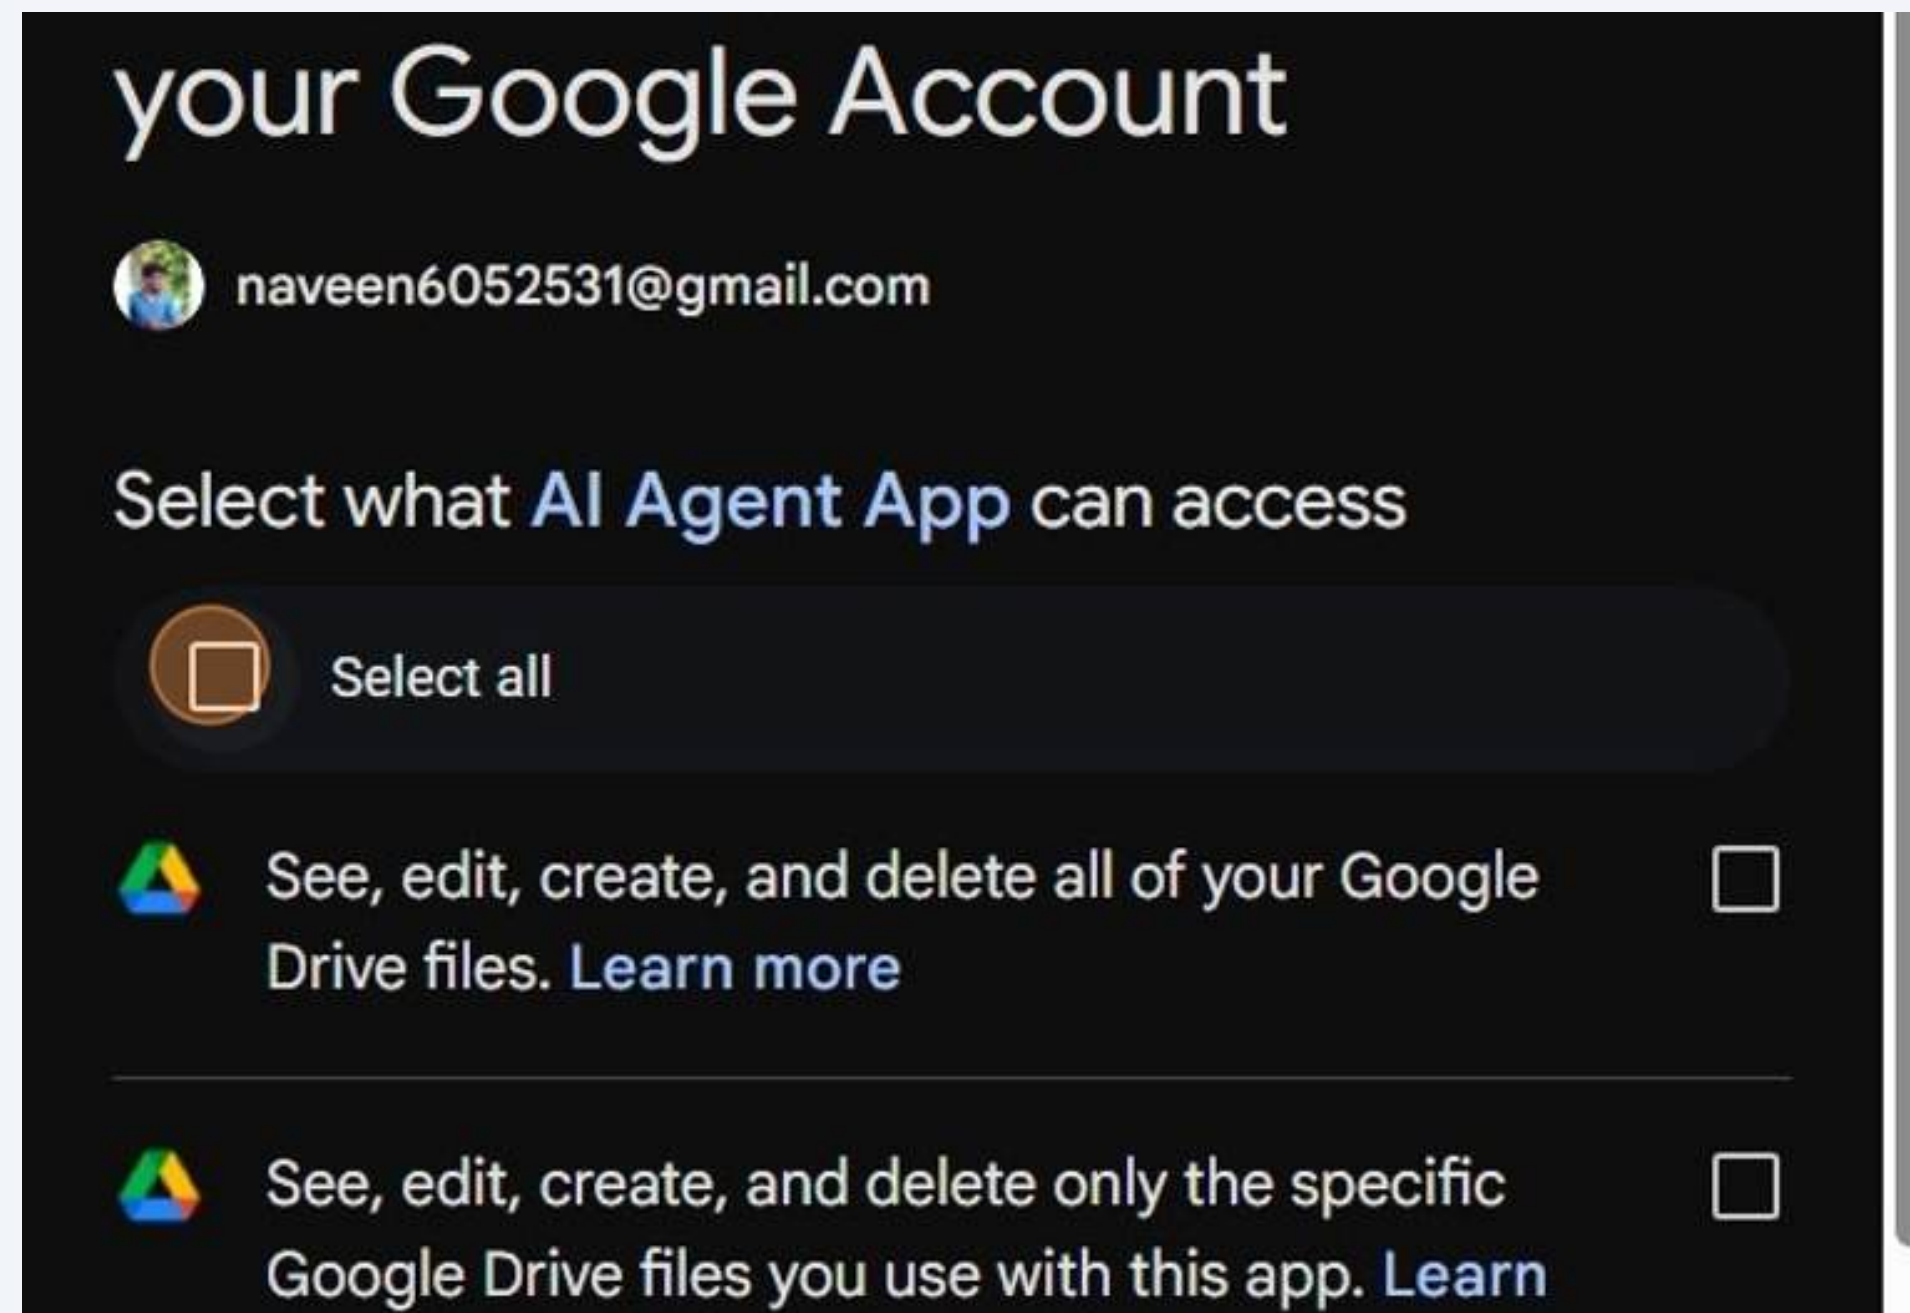 your Google Account
naveen6052531@gmail.com
Select what AI Agent App can access
Select all
See, edit, create, and delete all of your Google
Drive files. Learn more
See, edit, create, and delete only the specific
Google Drive files you use with this app. Learn